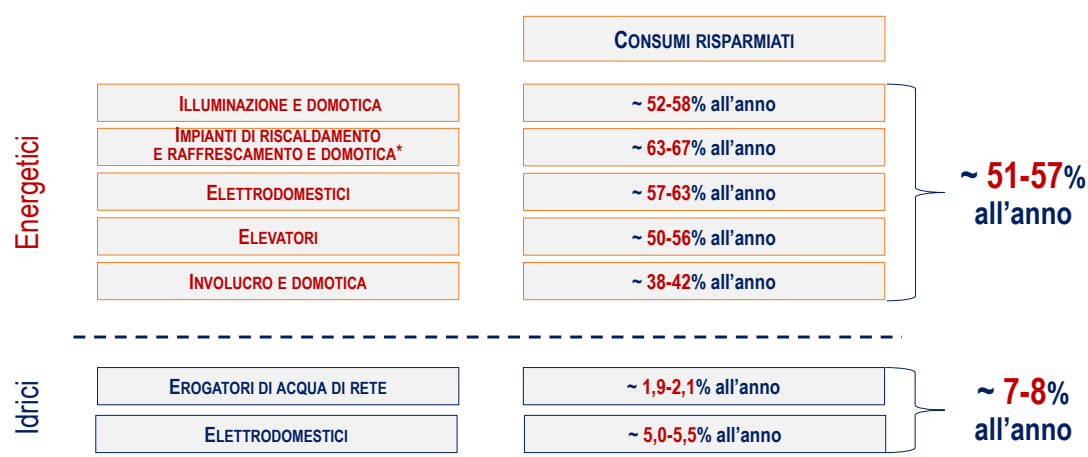 CONSUMI RISPARMIATI
Energetici
ILLUMINAZIONE E DOMOTICA
~ 52-58% all'anno
IMPIANTI DI RISCALDAMENTO
E RAFFRESCAMENTO E DOMOTICA*
~ 63-67% all'anno
ELETTRODOMESTICI
~ 57-63% all'anno
ELEVATORI
~ 50-56% all'anno
INVOLUCRO E DOMOTICA
~ 38-42% all'anno
~ 51-57%
all'anno
Idrici
EROGATORI DI ACQUA DI RETE
~ 1,9-2,1% all'anno
ELETTRODOMESTICI
~ 5,0-5,5% all'anno
~ 7-8%
all'anno